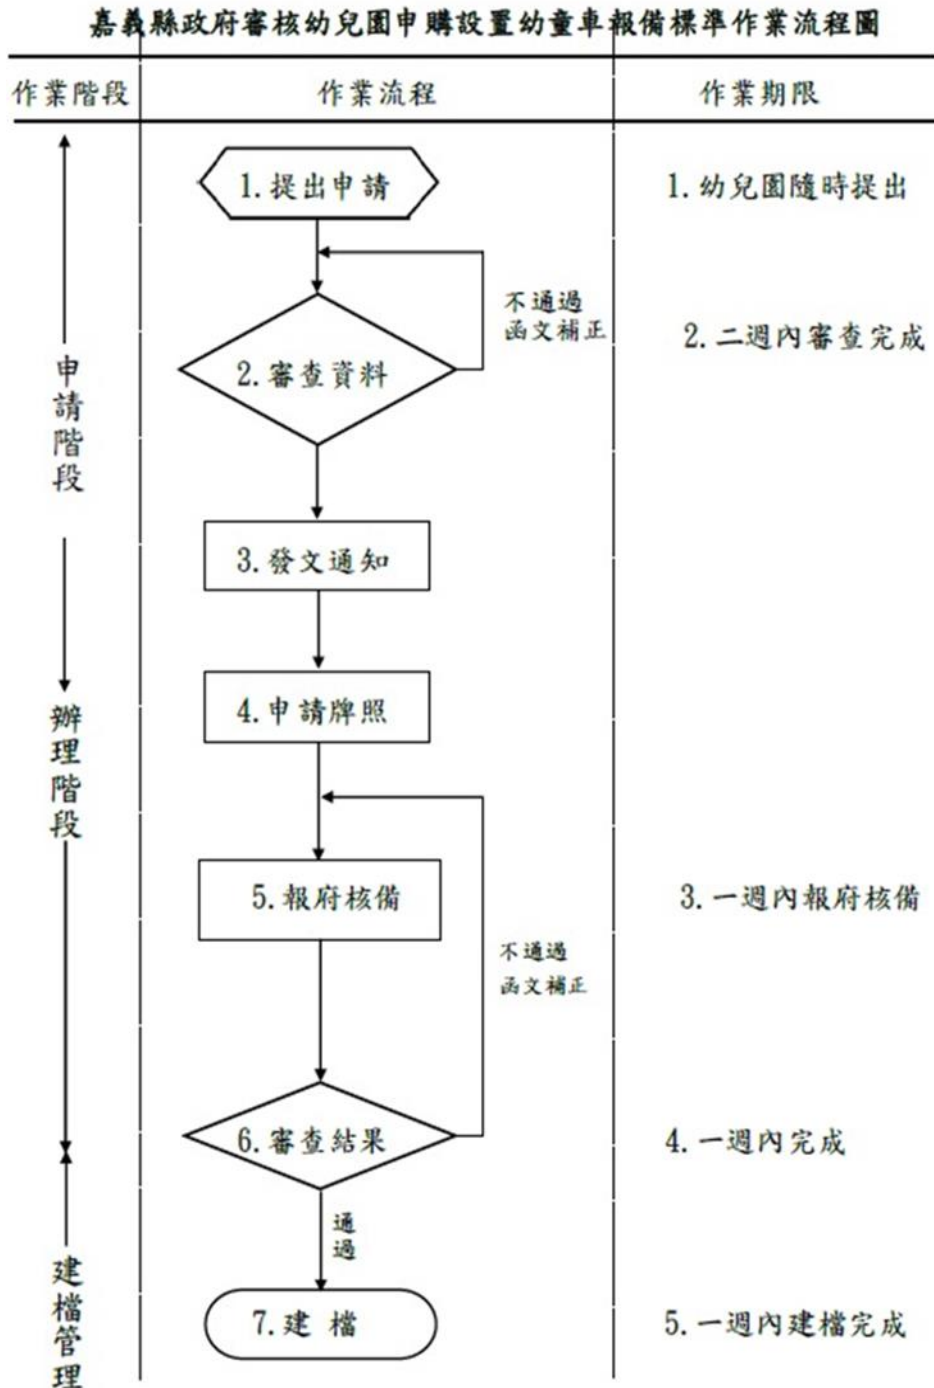 嘉義縣政府審核幼兒園申購設置幼童車報備標準作業流程圖
作業階段
作業流程
作業期限
1.提出申請
1.幼兒園隨時提出
不通過
函文補正
2.審查資料
2.二週內審查完成
申請階段
3.發文通知
4.申請牌照
辦理階段
5.報府核備
3.一週內報府核備
不通過
函文補正
6.審查結果
4.一週內完成
通過
建檔管理
7.建 檔
5.一週內建檔完成